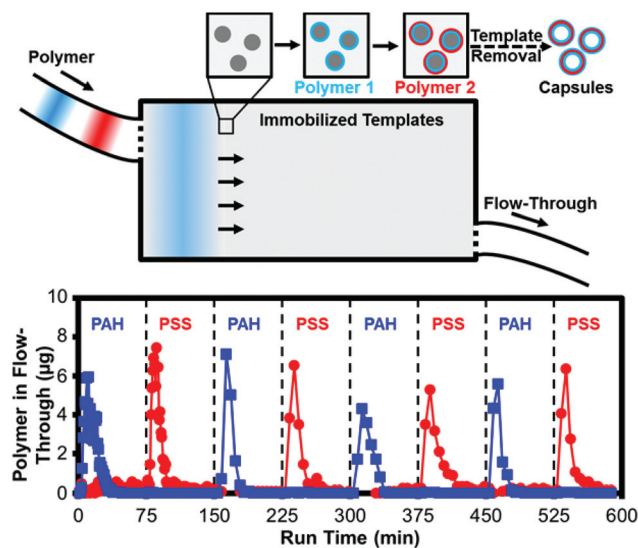 Polymer
Template
Removal
Polymer 1
Polymer 2
Capsules
Immobilized Templates
Flow-Through
10
8
6
4
2
0
Polymer in Flow-
Through (µg)
PAH PSS PAH PSS PAH PSS PAH PSS
0 75 150 225 300 375 450 525 600
Run Time (min)